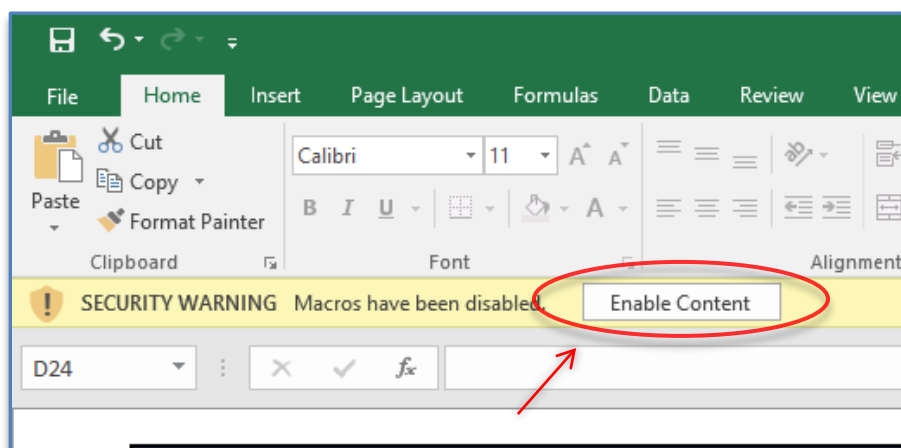 File Home Insert Page Layout Formulas Data Review View
Cut
Calibri 11 A A
Copy
Paste
B I U A
Format Painter
Clipboard Font Alignment
! SECURITY WARNING Macros have been disabled. Enable Content
D24 fx